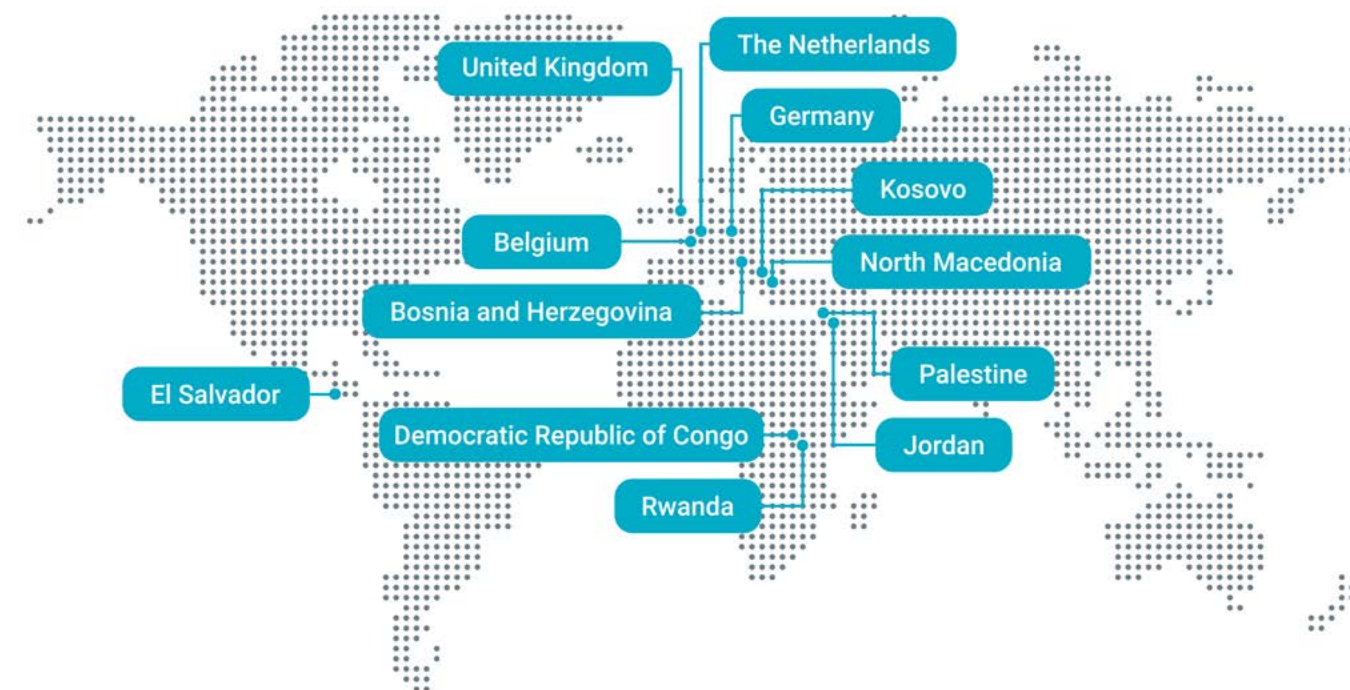 The Netherlands
United Kingdom
Germany
Kosovo
Belgium
North Macedonia
Bosnia and Herzegovina
Palestine
El Salvador
Democratic Republic of Congo
Jordan
Rwanda